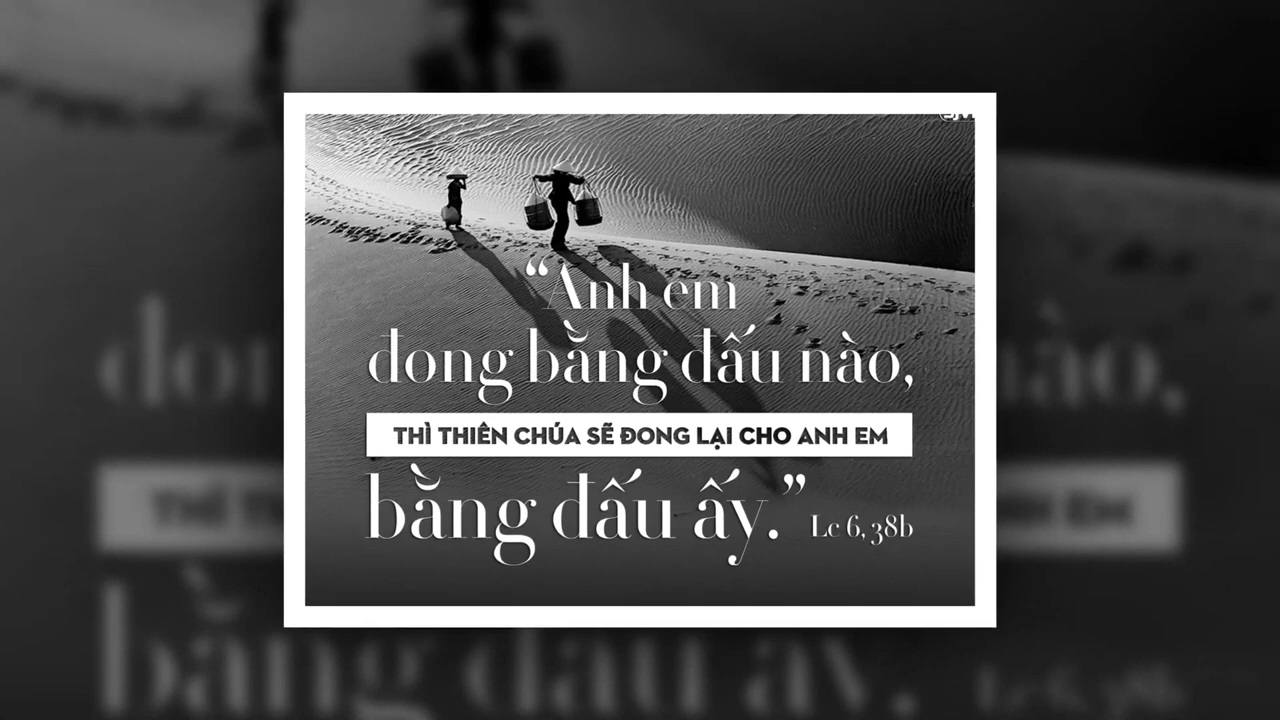 “Anh em
đong bằng đấu nào,
THÌ THIÊN CHÚA SẼ ĐONG LẠI CHO ANH EM
bằng đấu ấy.” Lc 6, 38b